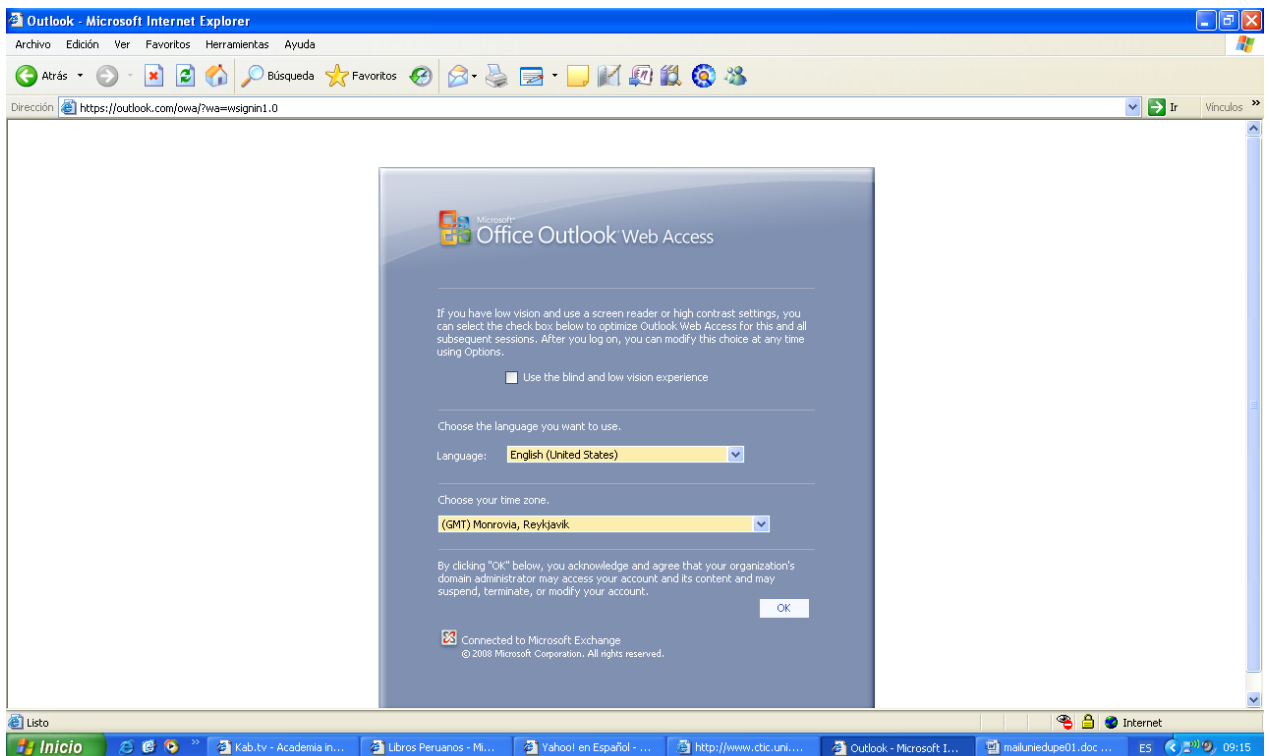 Outlook - Microsoft Internet Explorer
Archivo Edición Ver Favoritos Herramientas Ayuda
Atrás Búsqueda Favoritos
Dirección https://outlook.com/owa/?wa=wsignin1.0 Ir Vínculos »
Microsoft
Office Outlook Web Access
If you have low vision and use a screen reader or high contrast settings, you
can select the check box below to optimize Outlook Web Access for this and all
subsequent sessions. After you log on, you can modify this choice at any time
using Options.
Use the blind and low vision experience
Choose the language you want to use.
Language: English (United States)
Choose your time zone.
(GMT) Monrovia, Reykjavik
By clicking "OK" below, you acknowledge and agree that your organization's
domain administrator may access your account and its content and may
suspend, terminate, or modify your account.
OK
Connected to Microsoft Exchange
© 2008 Microsoft Corporation. All rights reserved.
Listo Internet
Inicio » Kab.tv - Academia in... Libros Peruanos - Mi... Yahoo! en Español - ... http://www.ctic.uni.... Outlook - Microsoft I... mailuniedupe01.doc ... ES 09:15